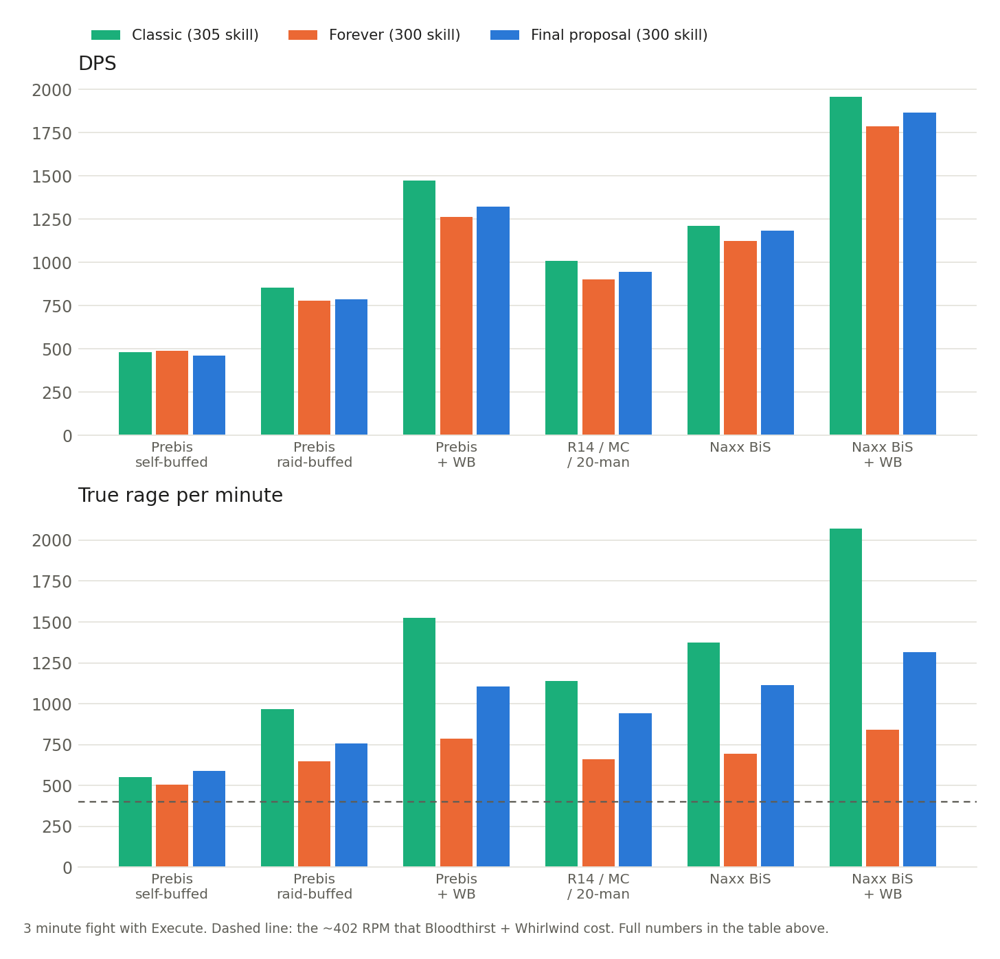 Classic (305 skill) Forever (300 skill) Final proposal (300 skill)
DPS
2000
1750
1500
1250
1000
750
500
250
0
Prebis Prebis Prebis R14 / MC Naxx BiS Naxx BiS
self-buffed raid-buffed + WB / 20-man + WB
True rage per minute
2000
1750
1500
1250
1000
750
500
250
0
Prebis Prebis Prebis R14 / MC Naxx BiS Naxx BiS
self-buffed raid-buffed + WB / 20-man + WB
3 minute fight with Execute. Dashed line: the ~402 RPM that Bloodthirst + Whirlwind cost. Full numbers in the table above.